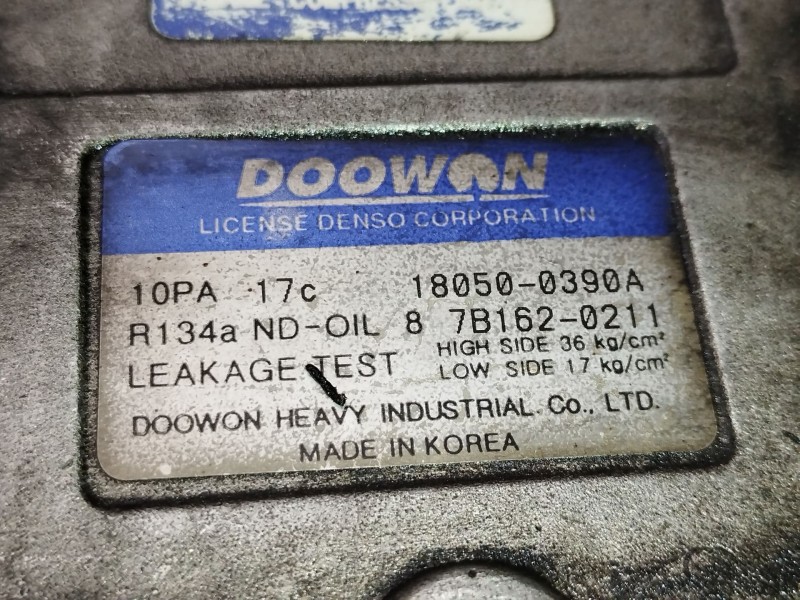 DOOWON
LICENSE DENSO CORPORATION
10PA 17c 18050-0390A
R134a ND-OIL 8 7B162-0211
LEAKAGE TEST HIGH SIDE 36 kg/cm²
LOW SIDE 17 kg/cm²
DOOWON HEAVY INDUSTRIAL. Co., LTD.
MADE IN KOREA